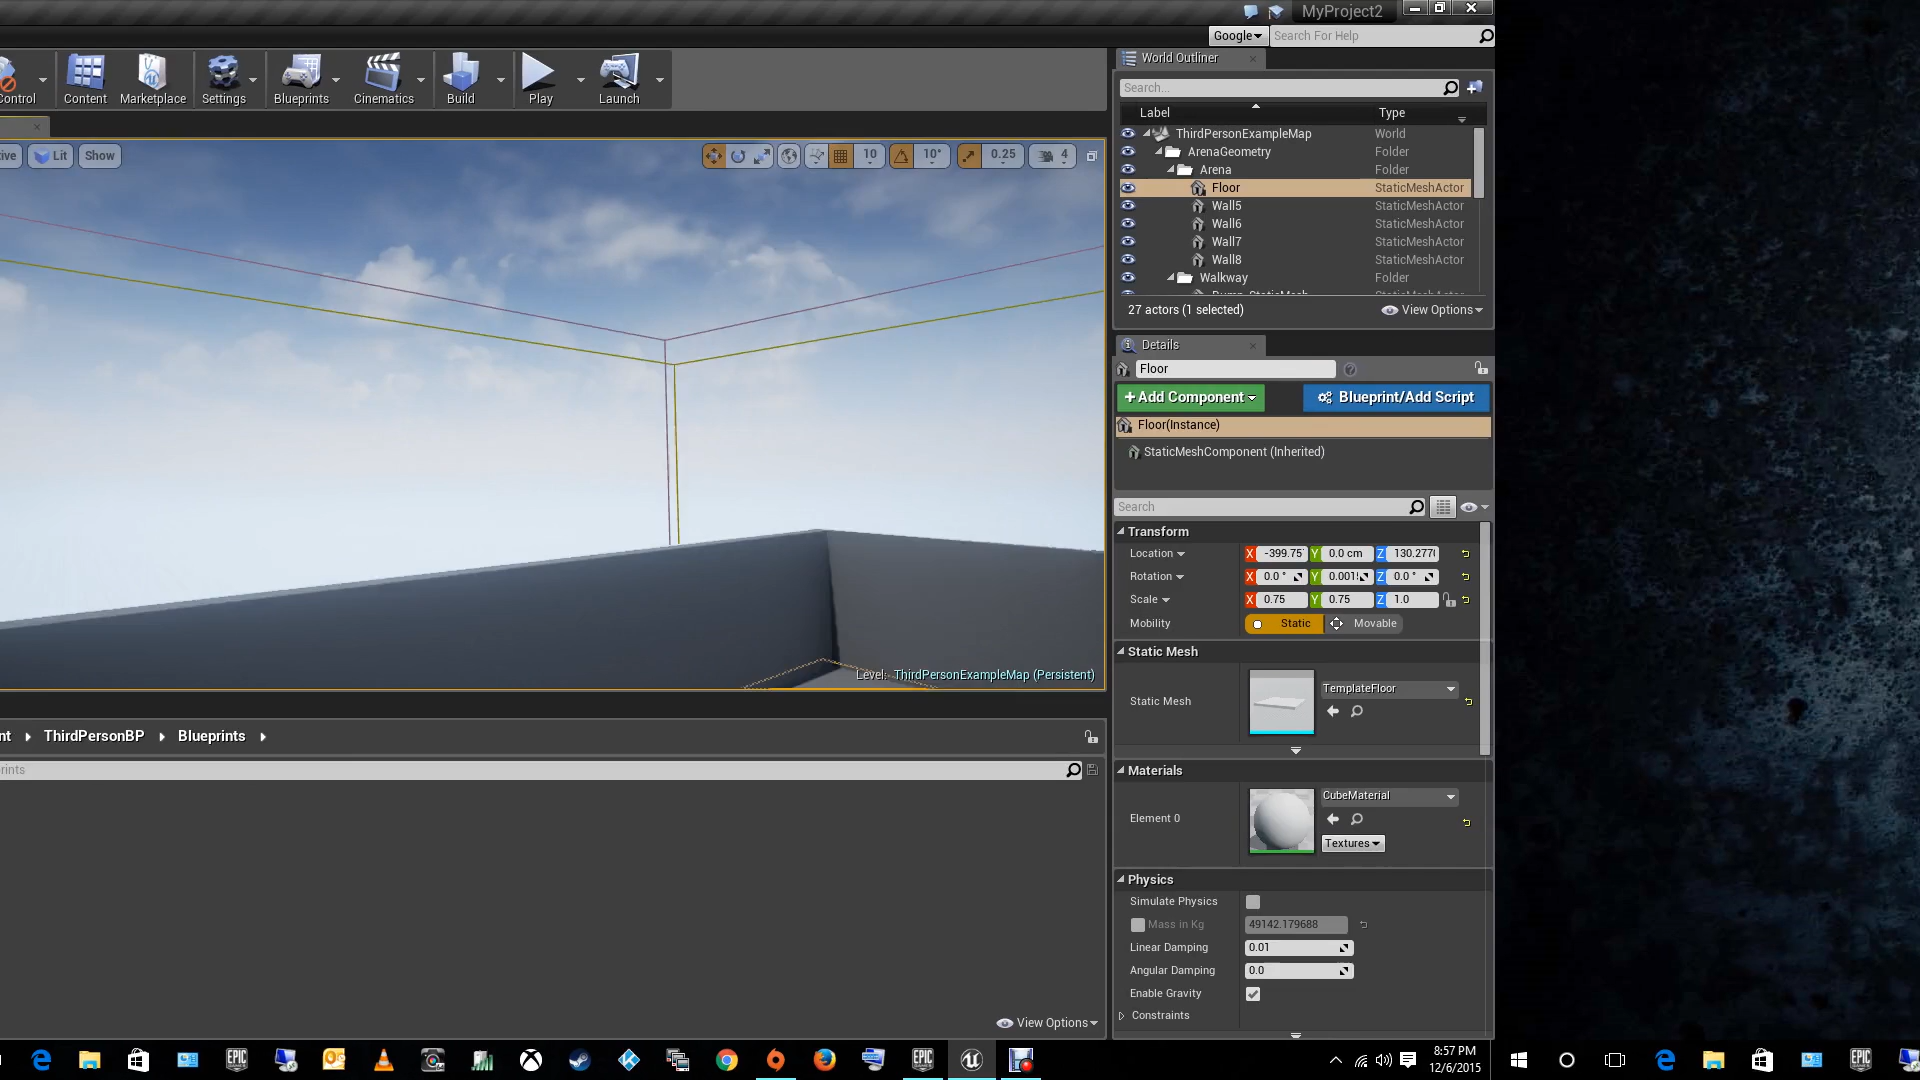 MyProject2
Google
Search For Help
Control
Content
Marketplace
Settings
Blueprints
Cinematics
Build
Play
Launch
World Outliner
Search...
Label Type
ThirdPersonExampleMap World
ArenaGeometry Folder
Arena Folder
Floor StaticMeshActor
Wall5 StaticMeshActor
Wall6 StaticMeshActor
Wall7 StaticMeshActor
Wall8 StaticMeshActor
Walkway Folder
27 actors (1 selected) View Options
Lit Show 10 10° 0.25 4
Level: ThirdPersonExampleMap (Persistent)
Details
Floor
+Add Component Blueprint/Add Script
Floor(Instance)
StaticMeshComponent (Inherited)
Search
Transform
Location X -399.75 Y 0.0 cm Z 130.277
Rotation X 0.0 ° Y 0.001 Z 0.0 °
Scale X 0.75 Y 0.75 Z 1.0
Mobility Static Movable
Static Mesh
Static Mesh TemplateFloor
Materials
Element 0 CubeMaterial
Textures
Physics
Simulate Physics
Mass in Kg 49142.179688
Linear Damping 0.01
Angular Damping 0.0
Enable Gravity
Constraints
nt ThirdPersonBP Blueprints
rints
View Options
EPIC GAMES
EPIC GAMES
8:57 PM
12/6/2015
EPIC GAMES